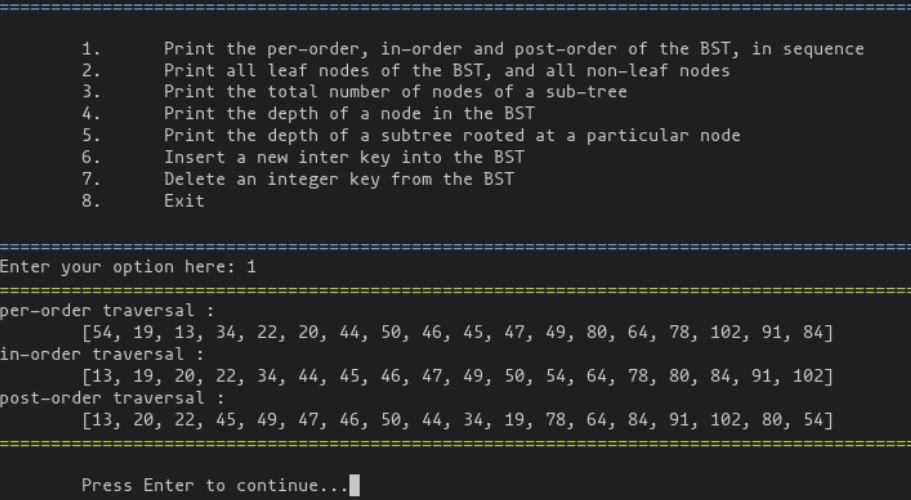 1. Print the per-order, in-order and post-order of the BST, in sequence
2. Print all leaf nodes of the BST, and all non-leaf nodes
3. Print the total number of nodes of a sub-tree
4. Print the depth of a node in the BST
5. Print the depth of a subtree rooted at a particular node
6. Insert a new inter key into the BST
7. Delete an integer key from the BST
8. Exit
Enter your option here: 1
per-order traversal :
[54, 19, 13, 34, 22, 20, 44, 50, 46, 45, 47, 49, 80, 64, 78, 102, 91, 84]
in-order traversal :
[13, 19, 20, 22, 34, 44, 45, 46, 47, 49, 50, 54, 64, 78, 80, 84, 91, 102]
post-order traversal :
[13, 20, 22, 45, 49, 47, 46, 50, 44, 34, 19, 78, 64, 84, 91, 102, 80, 54]
Press Enter to continue...